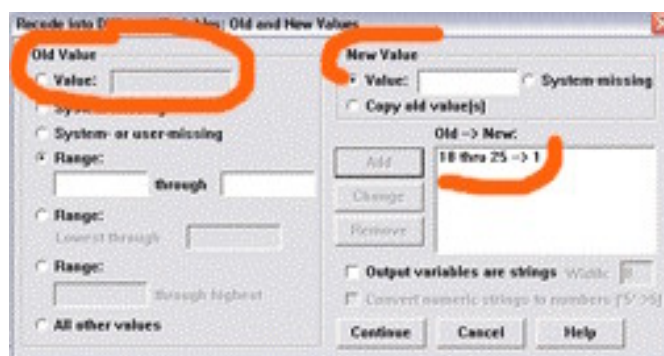 Recode into Different Variables: Old and New Values
Old Value
Value:
System- or user-missing
Range:
through
Range:
Lowest through
Range:
through highest
All other values
New Value
Value: System-missing
Copy old value(s)
Old --> New:
Add
18 thru 25 --> 1
Change
Remove
Output variables are strings Width: 8
Convert numeric strings to numbers ('5'->5)
Continue Cancel Help